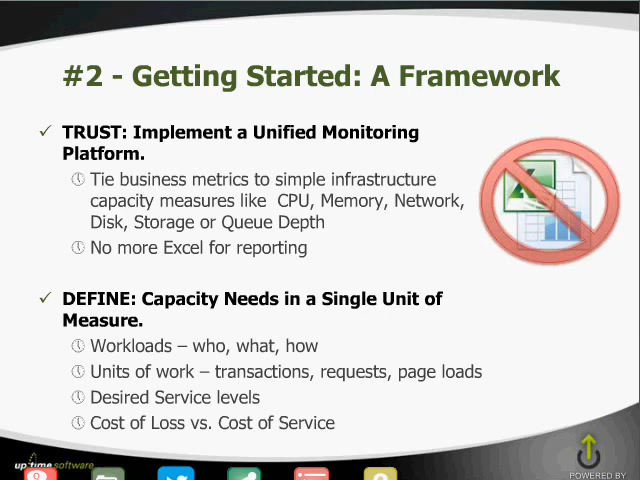 #2 - Getting Started: A Framework
TRUST: Implement a Unified Monitoring
Platform.
Tie business metrics to simple infrastructure
capacity measures like CPU, Memory, Network,
Disk, Storage or Queue Depth
No more Excel for reporting
DEFINE: Capacity Needs in a Single Unit of
Measure.
Workloads – who, what, how
Units of work – transactions, requests, page loads
Desired Service levels
Cost of Loss vs. Cost of Service
uptime software
POWERED BY